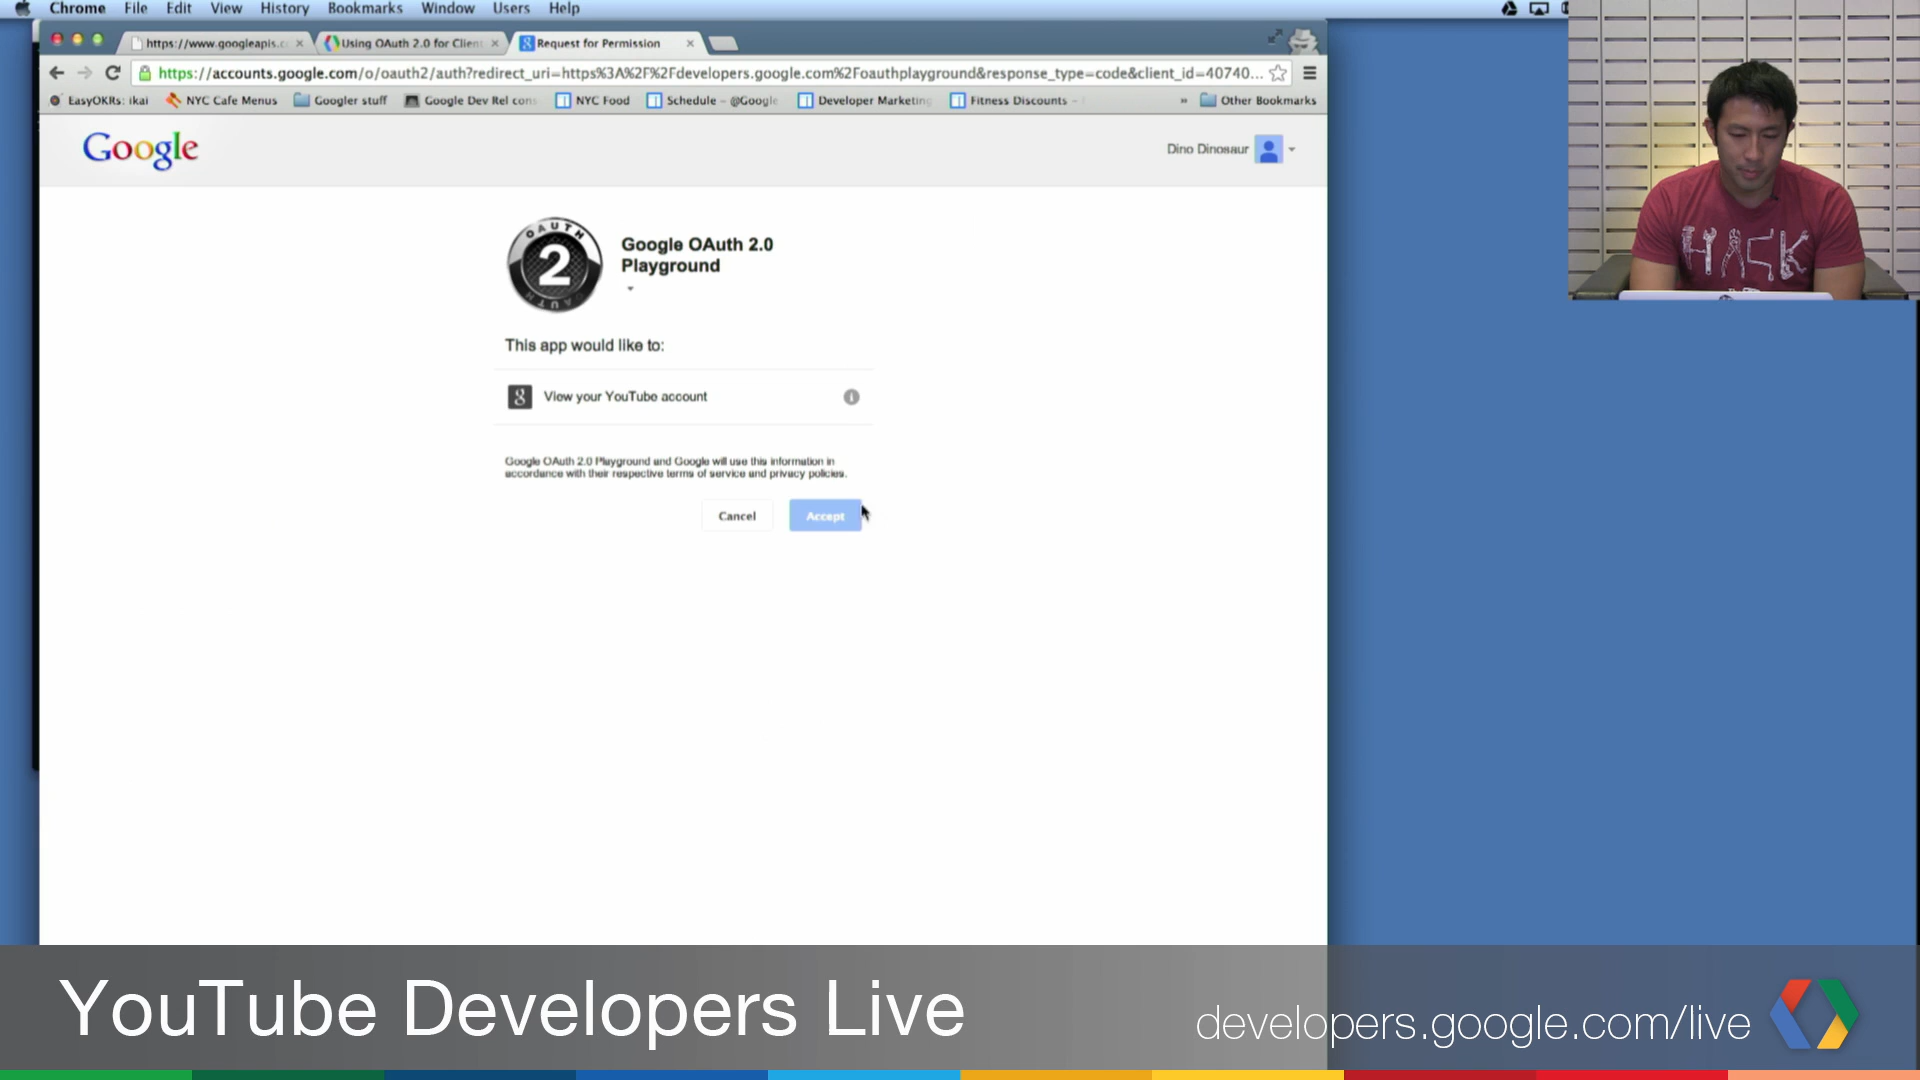 Chrome File Edit View History Bookmarks Window Users Help
https://www.googleapis.c
Using OAuth 2.0 for Clien
Request for Permission
https://accounts.google.com/o/oauth2/auth?redirect_uri=https%3A%2F%2Fdevelopers.google.com%2Foauthplayground&response_type=code&client_id=40740...
EasyOKRs: ikai NYC Cafe Menus Googler stuff Google Dev Rel con NYC Food Schedule - @Google Developer Marketing Fitness Discounts - » Other Bookmarks
Google
Dino Dinosaur
OAUTH
2
OAUTH
Google OAuth 2.0
Playground
This app would like to:
g View your YouTube account
Google OAuth 2.0 Playground and Google will use this information in
accordance with their respective terms of service and privacy policies.
Cancel Accept
HACK
YouTube Developers Live
developers.google.com/live